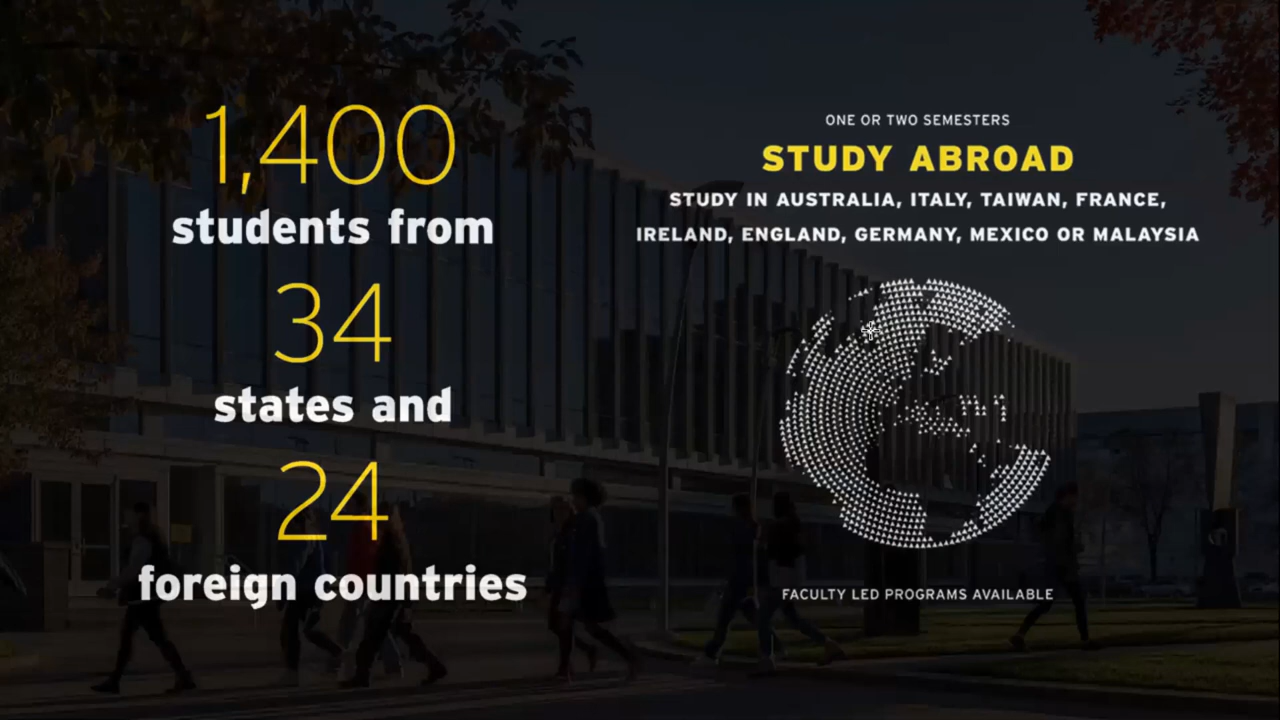 1,400
students from
34
states and
24
foreign countries
ONE OR TWO SEMESTERS
STUDY ABROAD
STUDY IN AUSTRALIA, ITALY, TAIWAN, FRANCE,
IRELAND, ENGLAND, GERMANY, MEXICO OR MALAYSIA
FACULTY LED PROGRAMS AVAILABLE